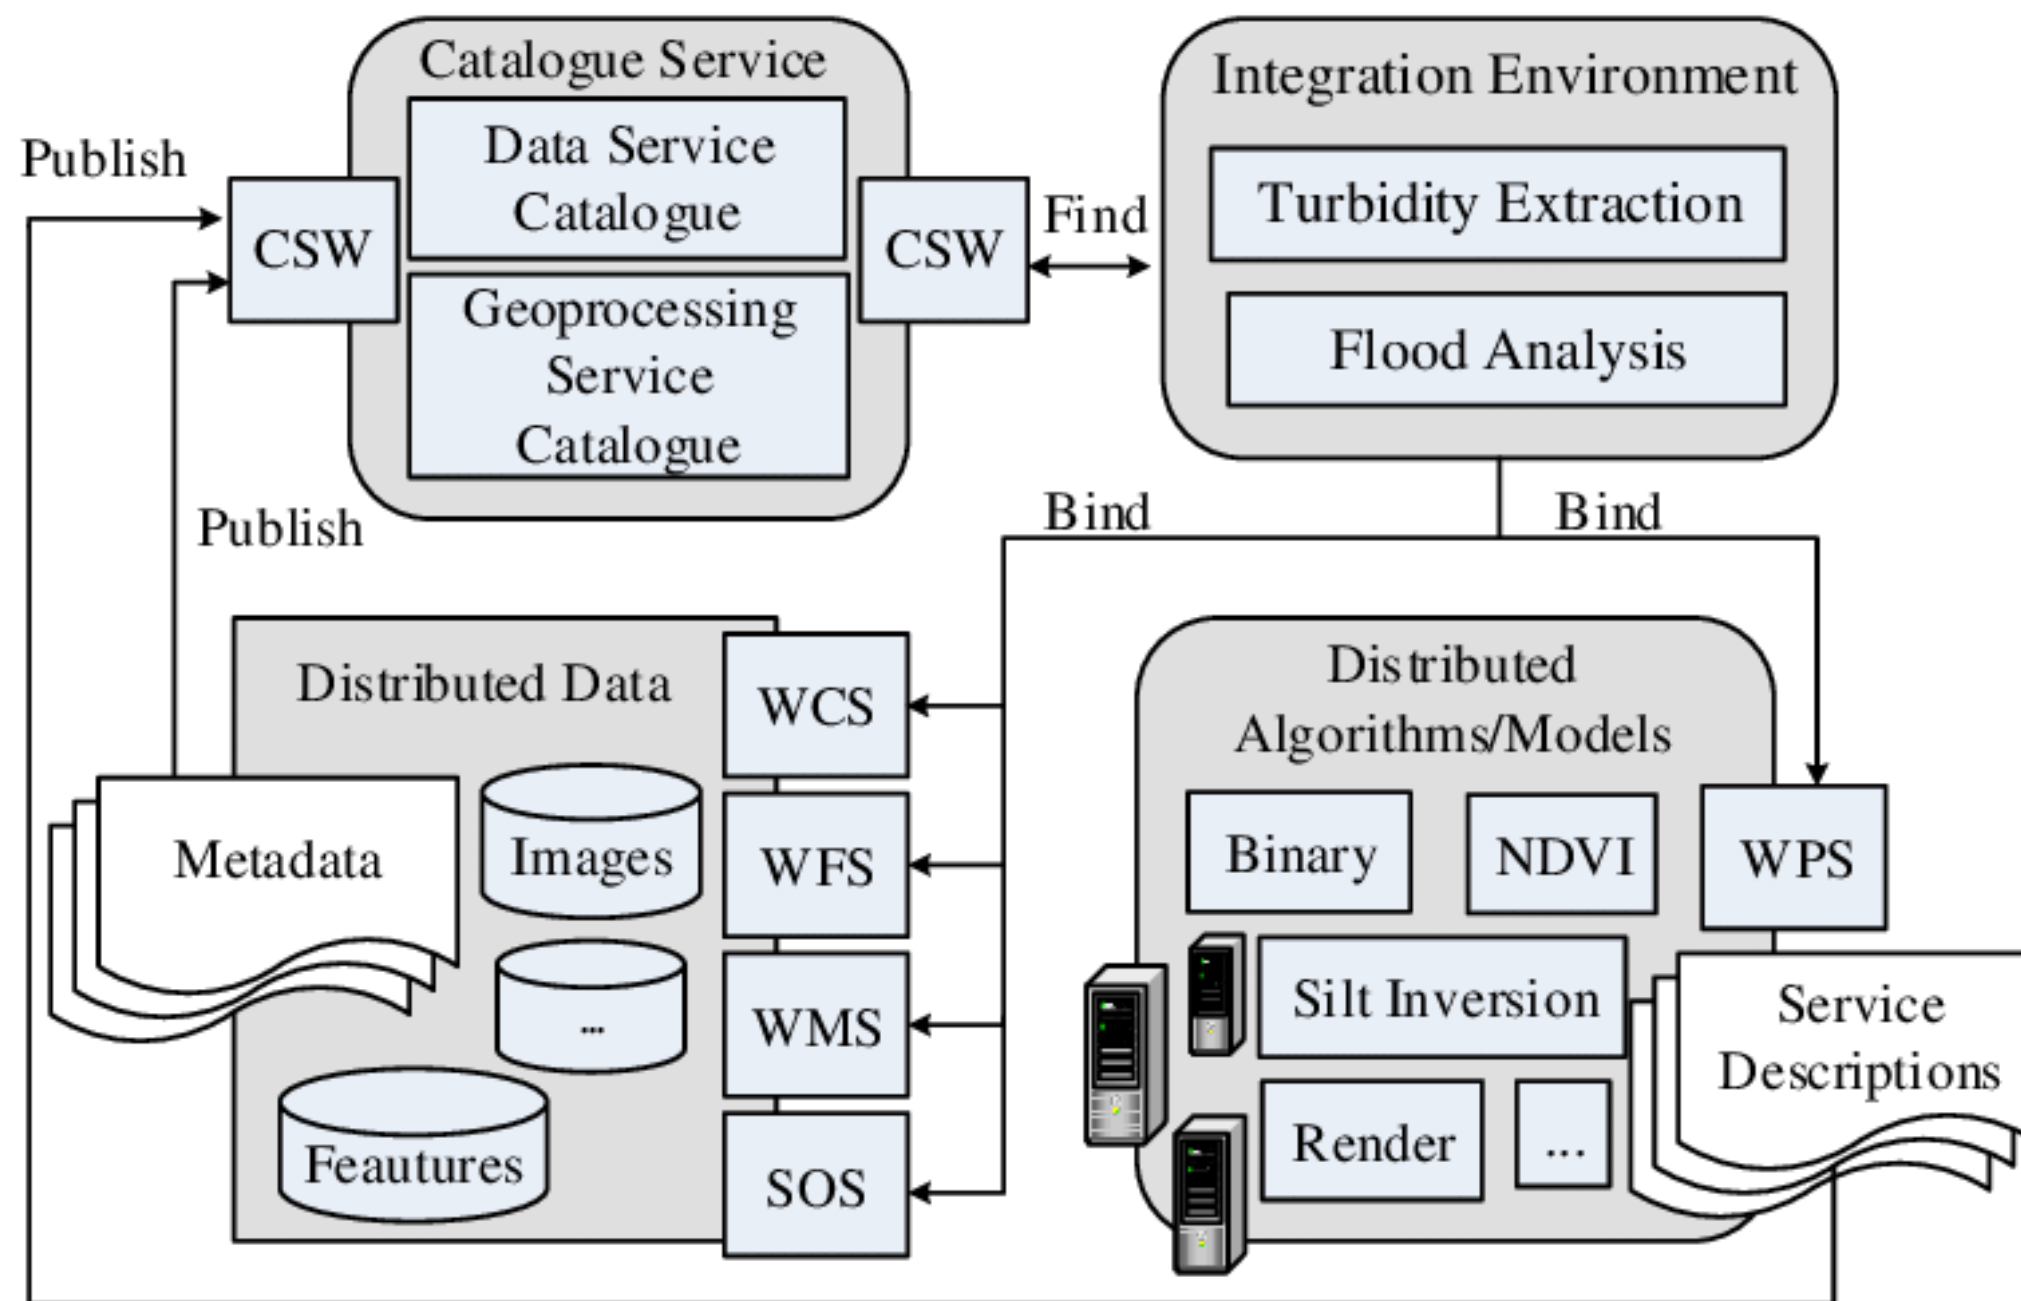 Catalogue Service
Data Service
Catalogue
Geoprocessing
Service
Catalogue
Publish
CSW
CSW
Find
Integration Environment
Turbidity Extraction
Flood Analysis
Publish
Bind
Bind
Distributed Data
WCS
WFS
WMS
SOS
Metadata
Images
...
Feautures
Distributed
Algorithms/Models
Binary
NDVI
WPS
Silt Inversion
Render
...
Service
Descriptions